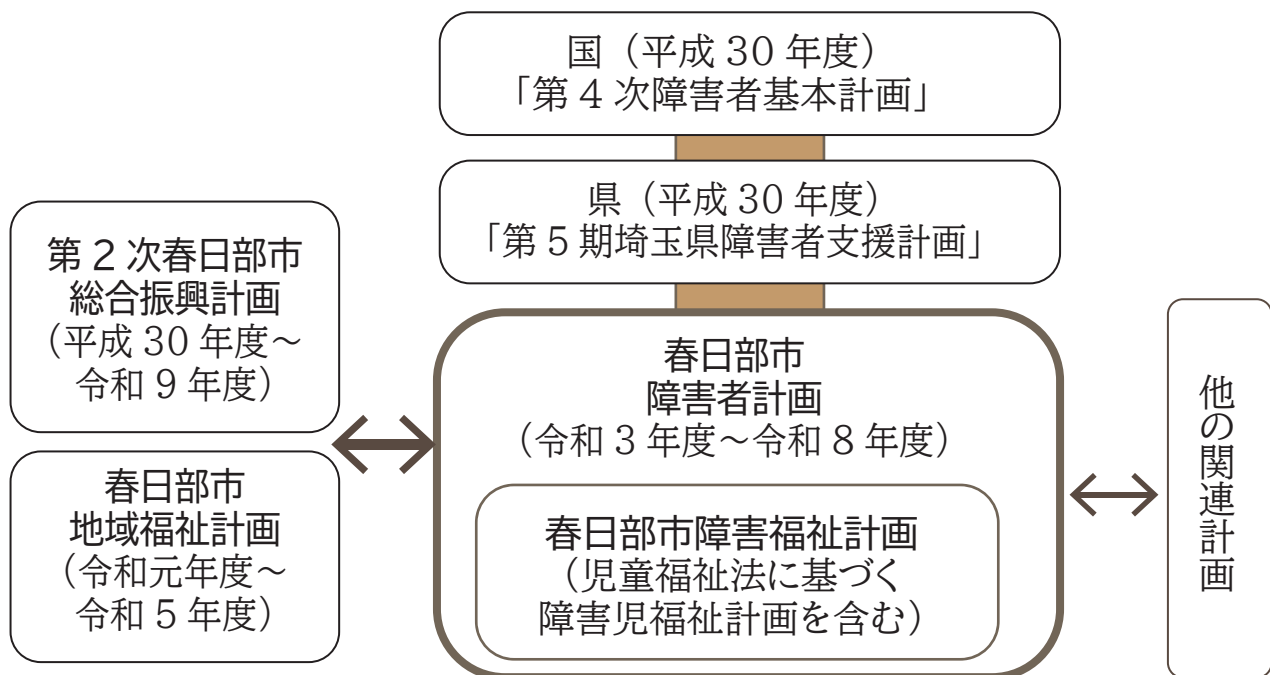 国（平成 30 年度）
「第 4 次障害者基本計画」
県（平成 30 年度）
「第 5 期埼玉県障害者支援計画」
第 2 次春日部市
総合振興計画
（平成 30 年度～
令和 9 年度）
春日部市
地域福祉計画
（令和元年度～
令和 5 年度）
春日部市
障害者計画
（令和 3 年度～令和 8 年度）
春日部市障害福祉計画
（児童福祉法に基づく
障害児福祉計画を含む）
他の関連計画